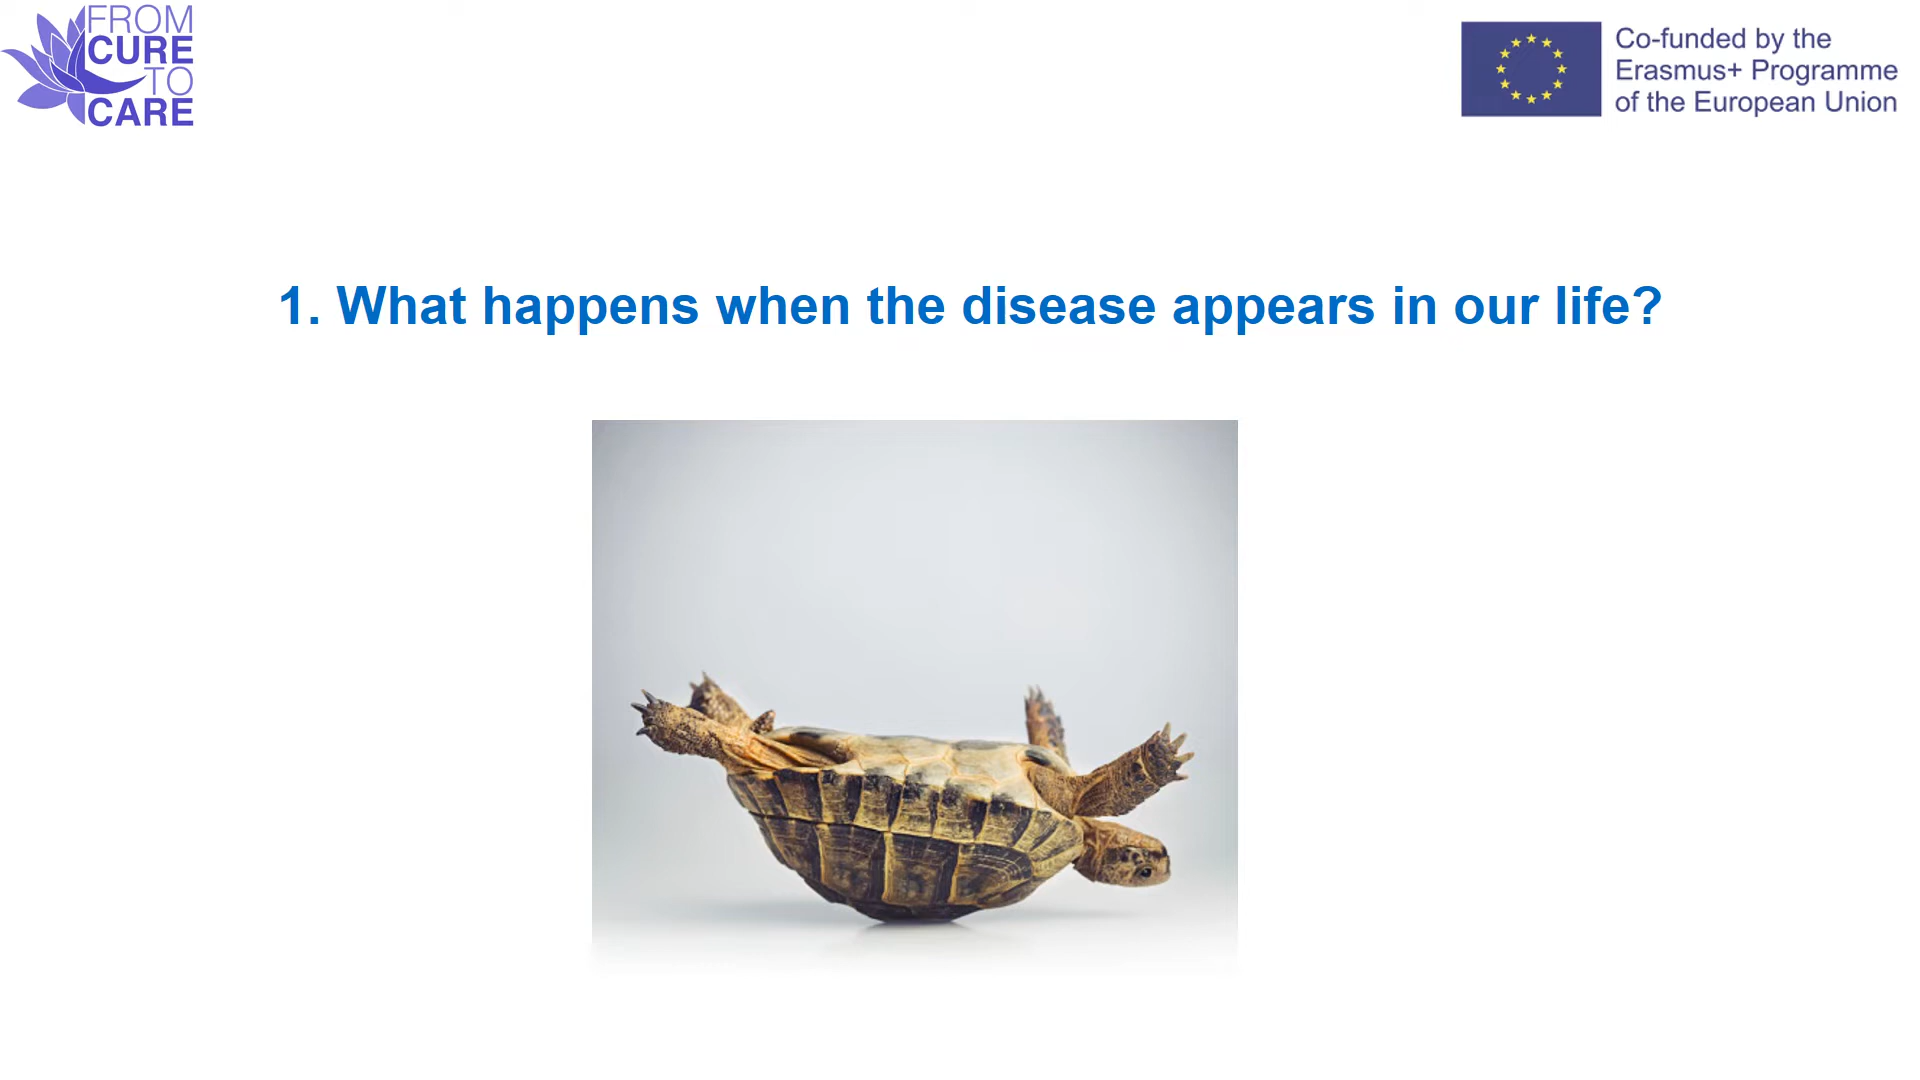 FROM
CURE
TO
CARE
Co-funded by the
Erasmus+ Programme
of the European Union
1. What happens when the disease appears in our life?